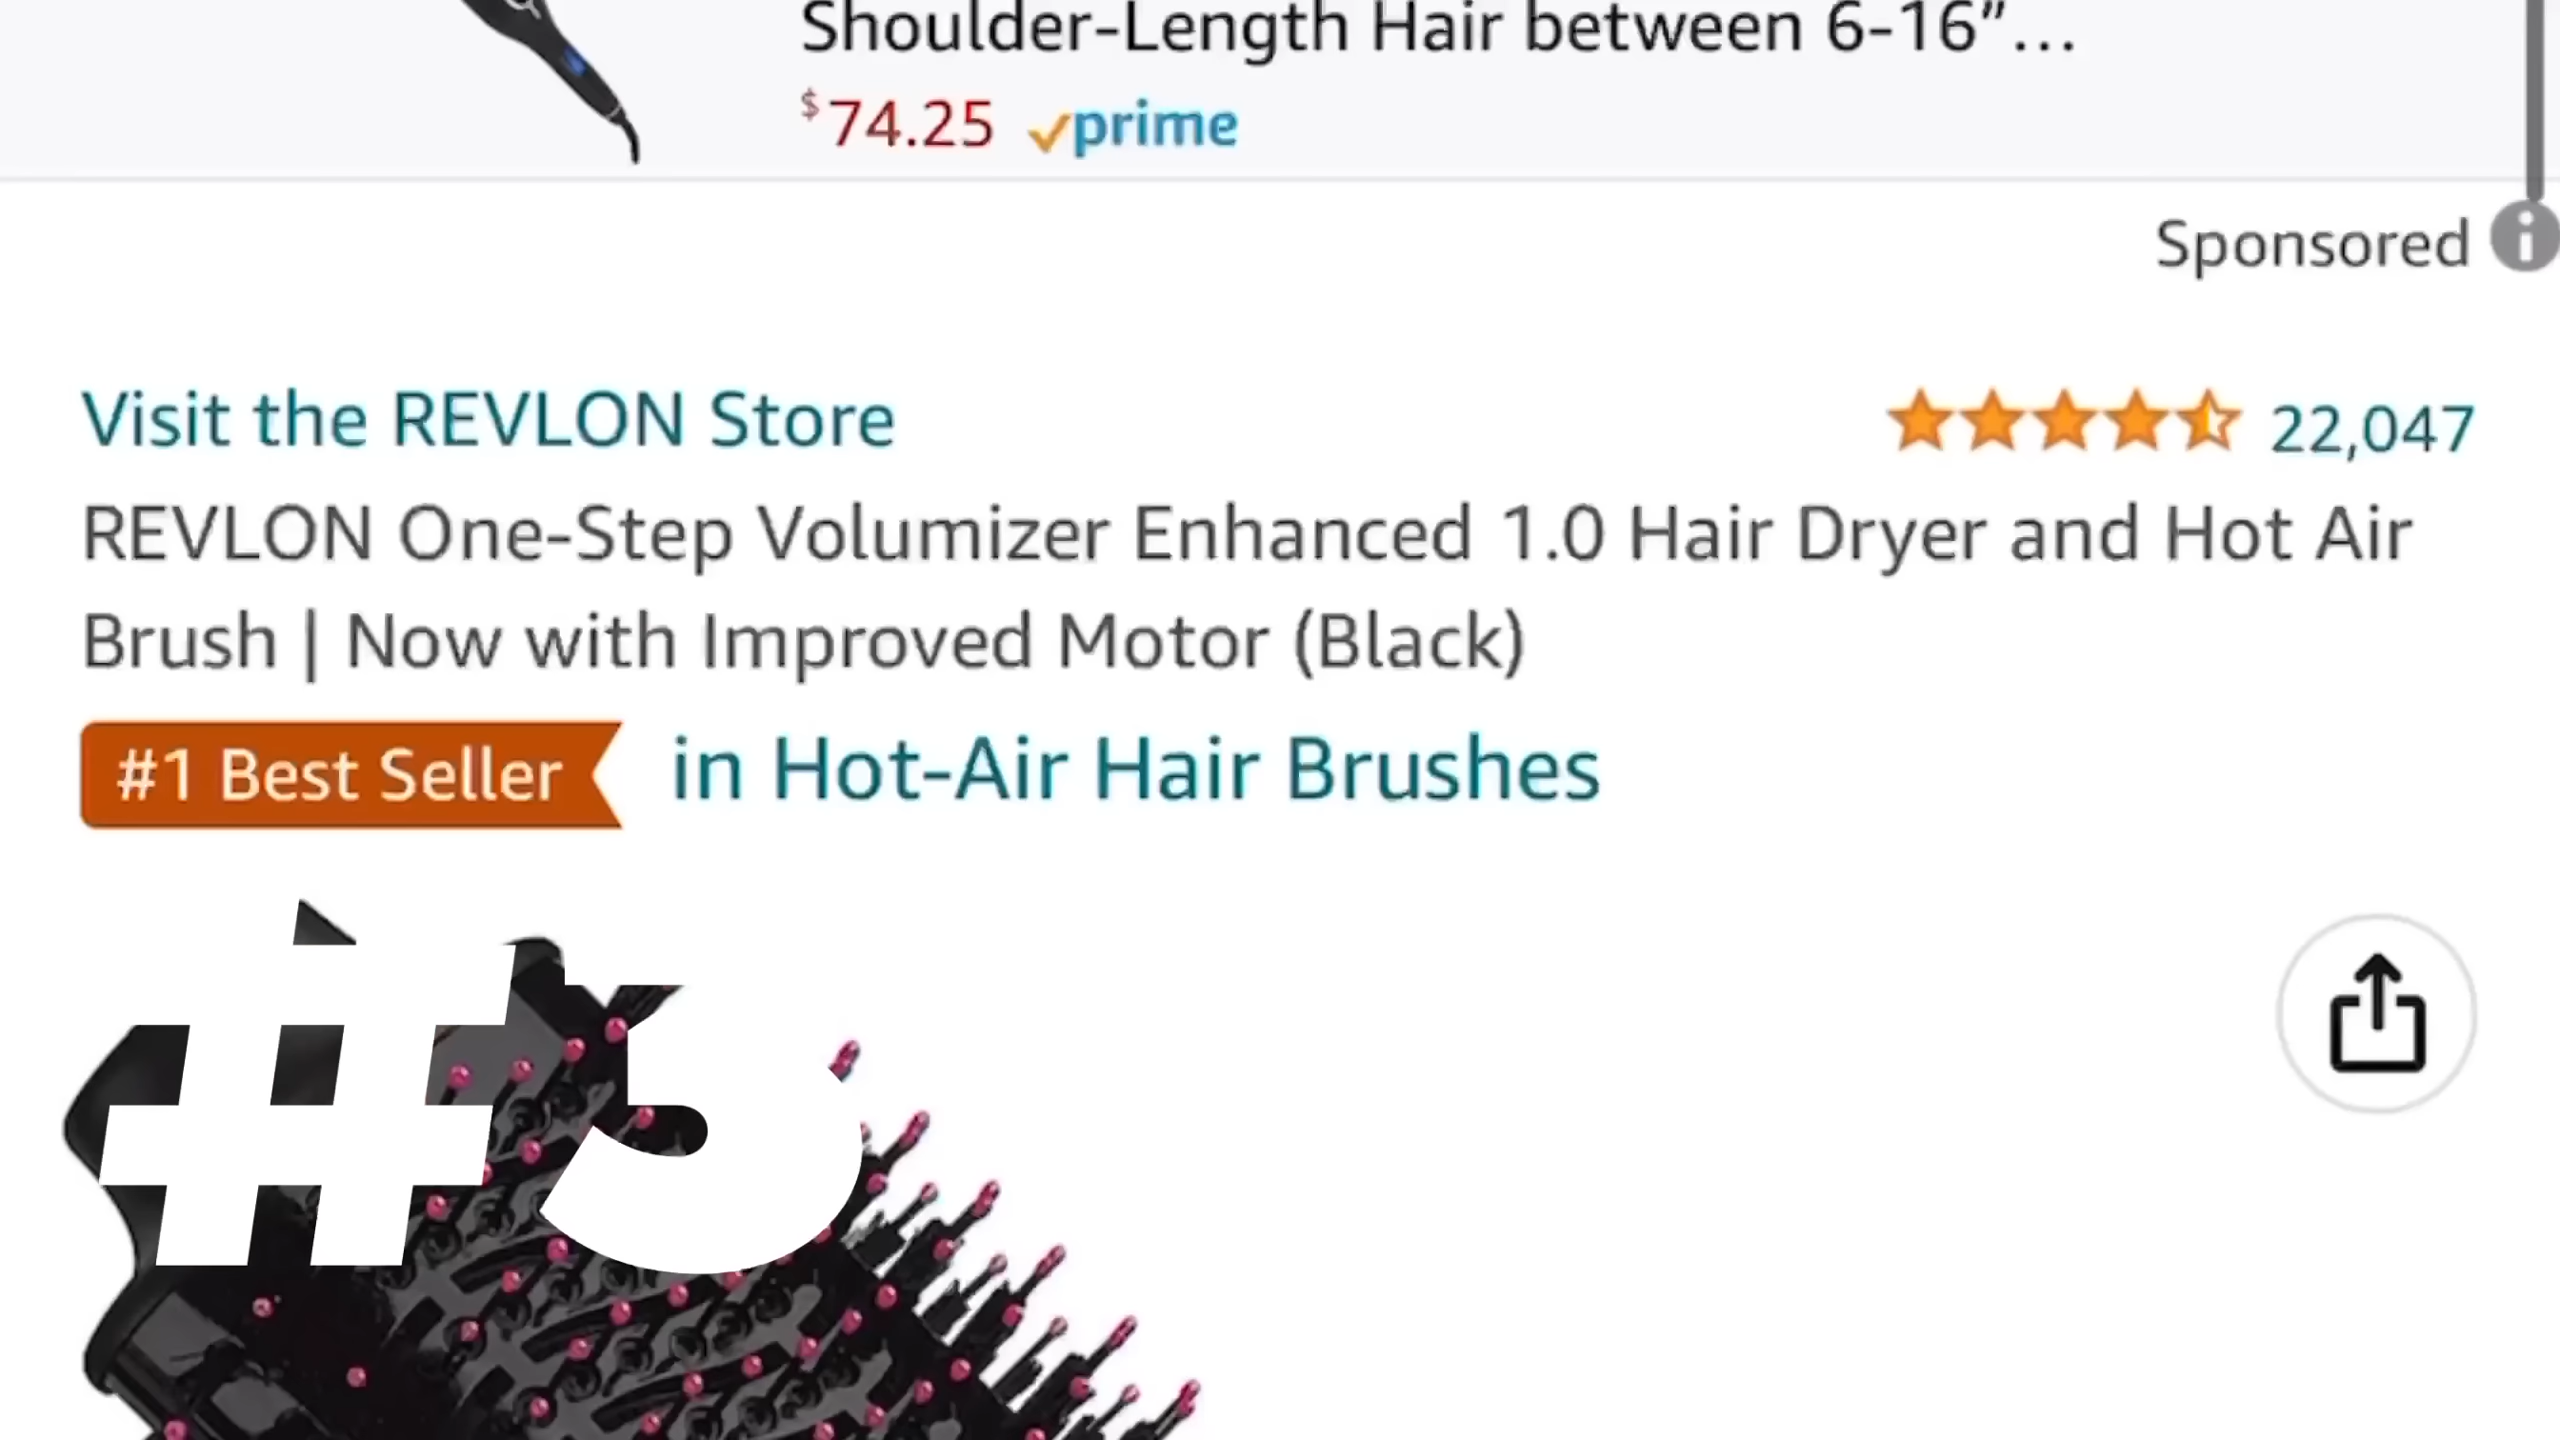 Shoulder-Length Hair between 6-16”...
$74.25 prime
Sponsored
Visit the REVLON Store 22,047
REVLON One-Step Volumizer Enhanced 1.0 Hair Dryer and Hot Air
Brush | Now with Improved Motor (Black)
#1 Best Seller in Hot-Air Hair Brushes
#3